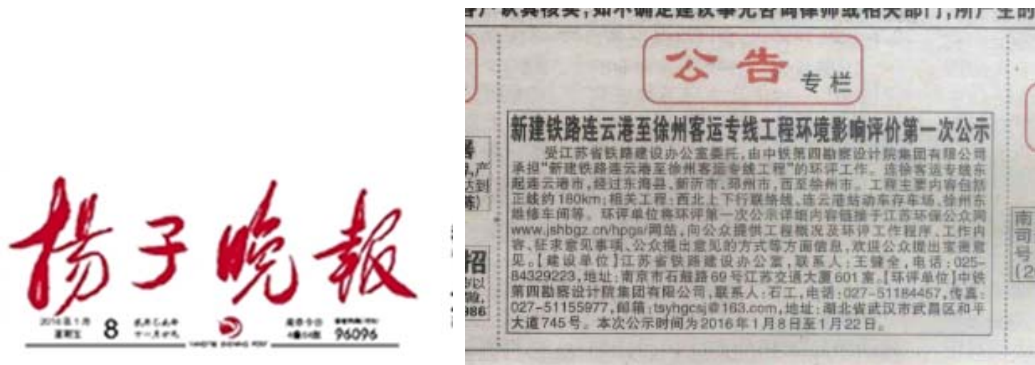 揚子晚報
2016年1月
星期五
8
96096
公告
专栏
新建铁路连云港至徐州客运专线工程环境影响评价第一次公示
受江苏省铁路建设办公室委托,由中铁第四勘察设计院集团有限公司
承担“新建铁路连云港至徐州客运专线工程”的环评工作。连徐客运专线东
起连云港市,经过东海县、新沂市、邳州市,西至徐州市。工程主要内容包括
正线约180km;相关工程:西北上下行联络线、连云港站动车存车场、徐州东
维修车间等。环评单位将环评第一次公示详细内容链接于江苏环保公众网
www.jshbgz.cn/hpgs/网站,向公众提供工程概况及环评工作程序、工作内
容、征求意见事项、公众提出意见的方式等方面信息,欢迎公众提出宝贵意
见。【建设单位】江苏省铁路建设办公室,联系人:王健全,电话:025-
84329223,地址:南京市石鼓路69号江苏交通大厦601室。【环评单位】中铁
第四勘察设计院集团有限公司,联系人:石工,电话:027-51184457,传真:
027-51155977,邮箱:tsyhgcsj@163.com,地址:湖北省武汉市武昌区和平
大道745号。本次公示时间为2016年1月8日至1月22日。